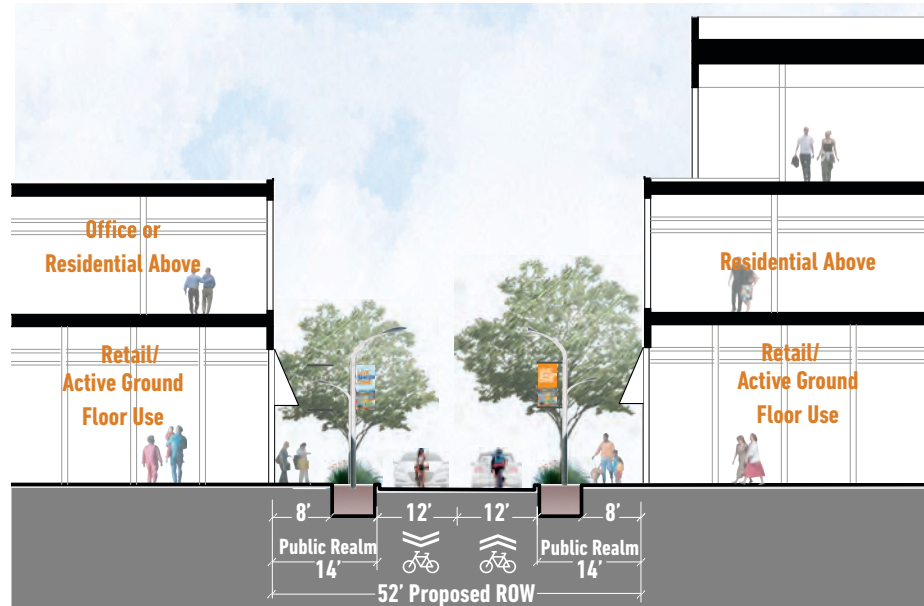 Office or
Residential Above
Residential Above
Retail/
Active Ground
Floor Use
Retail/
Active Ground
Floor Use
8’ 12’ 12’ 8’
Public Realm
14’
Public Realm
14’
52’ Proposed ROW